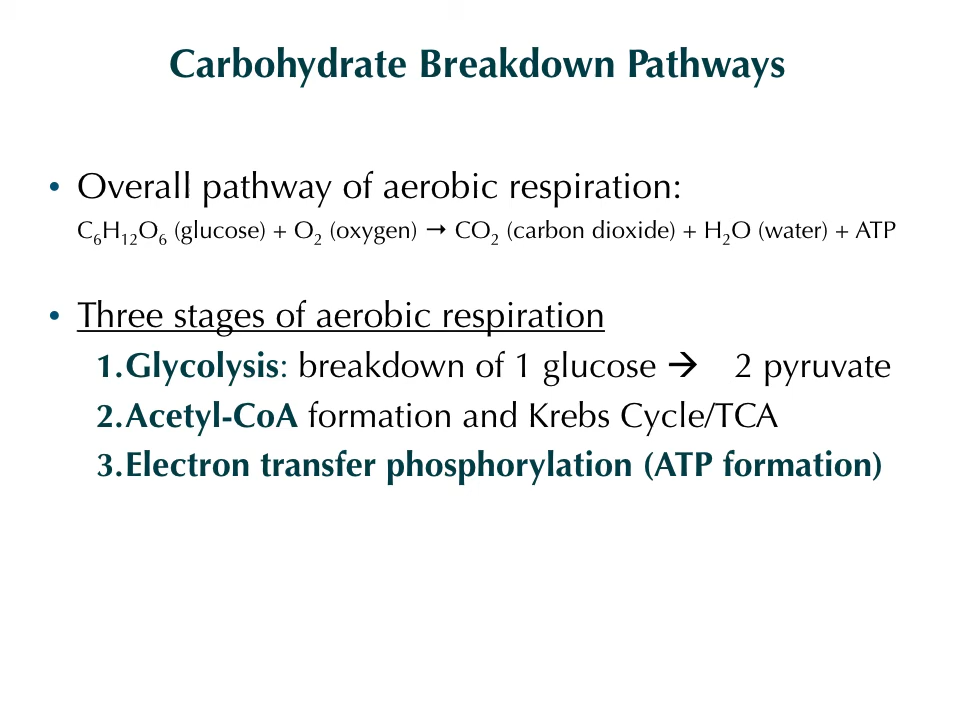 Carbohydrate Breakdown Pathways
• Overall pathway of aerobic respiration:
C₆H₁₂O₆ (glucose) + O₂ (oxygen) → CO₂ (carbon dioxide) + H₂O (water) + ATP
• Three stages of aerobic respiration
1.Glycolysis: breakdown of 1 glucose → 2 pyruvate
2.Acetyl-CoA formation and Krebs Cycle/TCA
3.Electron transfer phosphorylation (ATP formation)